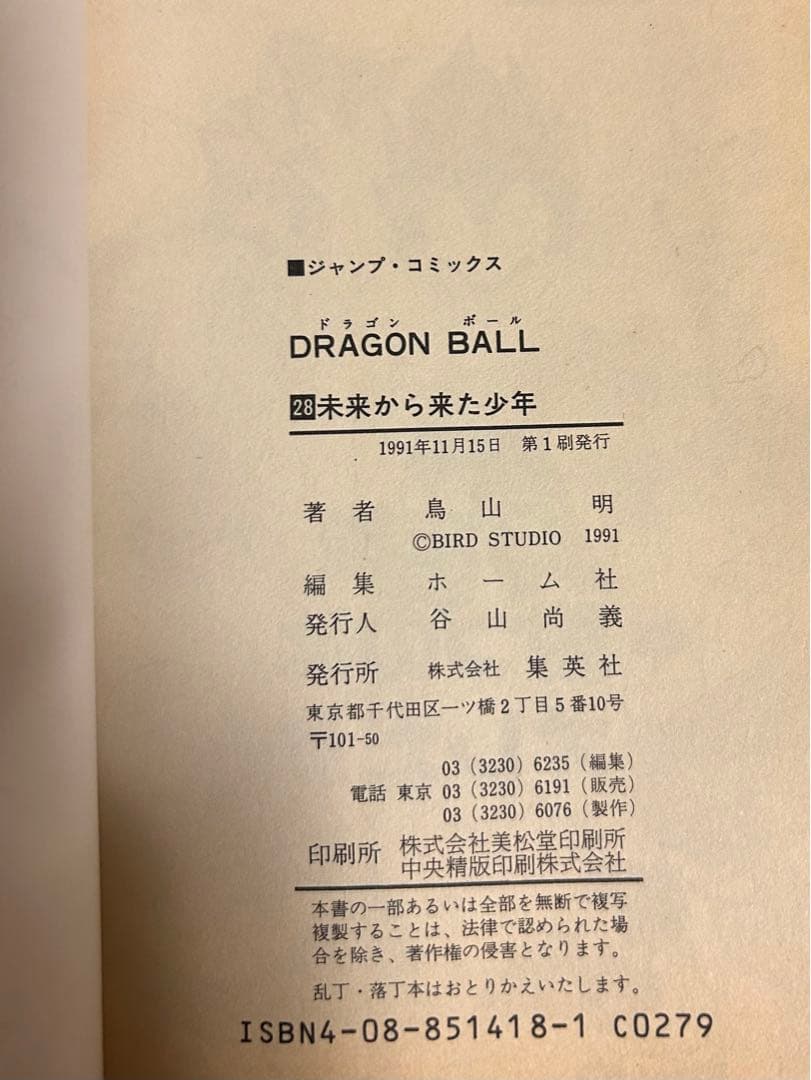 ■ジャンプ・コミックス
ドラゴン ボール
DRAGON BALL
28未来から来た少年
1991年11月15日 第1刷発行
著者 鳥山 明
©BIRD STUDIO 1991
編集 ホーム社
発行人 谷山尚義
発行所 株式会社 集英社
東京都千代田区一ツ橋2丁目5番10号
〒101-50
03(3230)6235(編集)
電話 東京 03(3230)6191(販売)
03(3230)6076(製作)
印刷所 株式会社美松堂印刷所
中央精版印刷株式会社
本書の一部あるいは全部を無断で複写
複製することは、法律で認められた場
合を除き、著作権の侵害となります。
乱丁・落丁本はおとりかえいたします。
ISBN4-08-851418-1 C0279